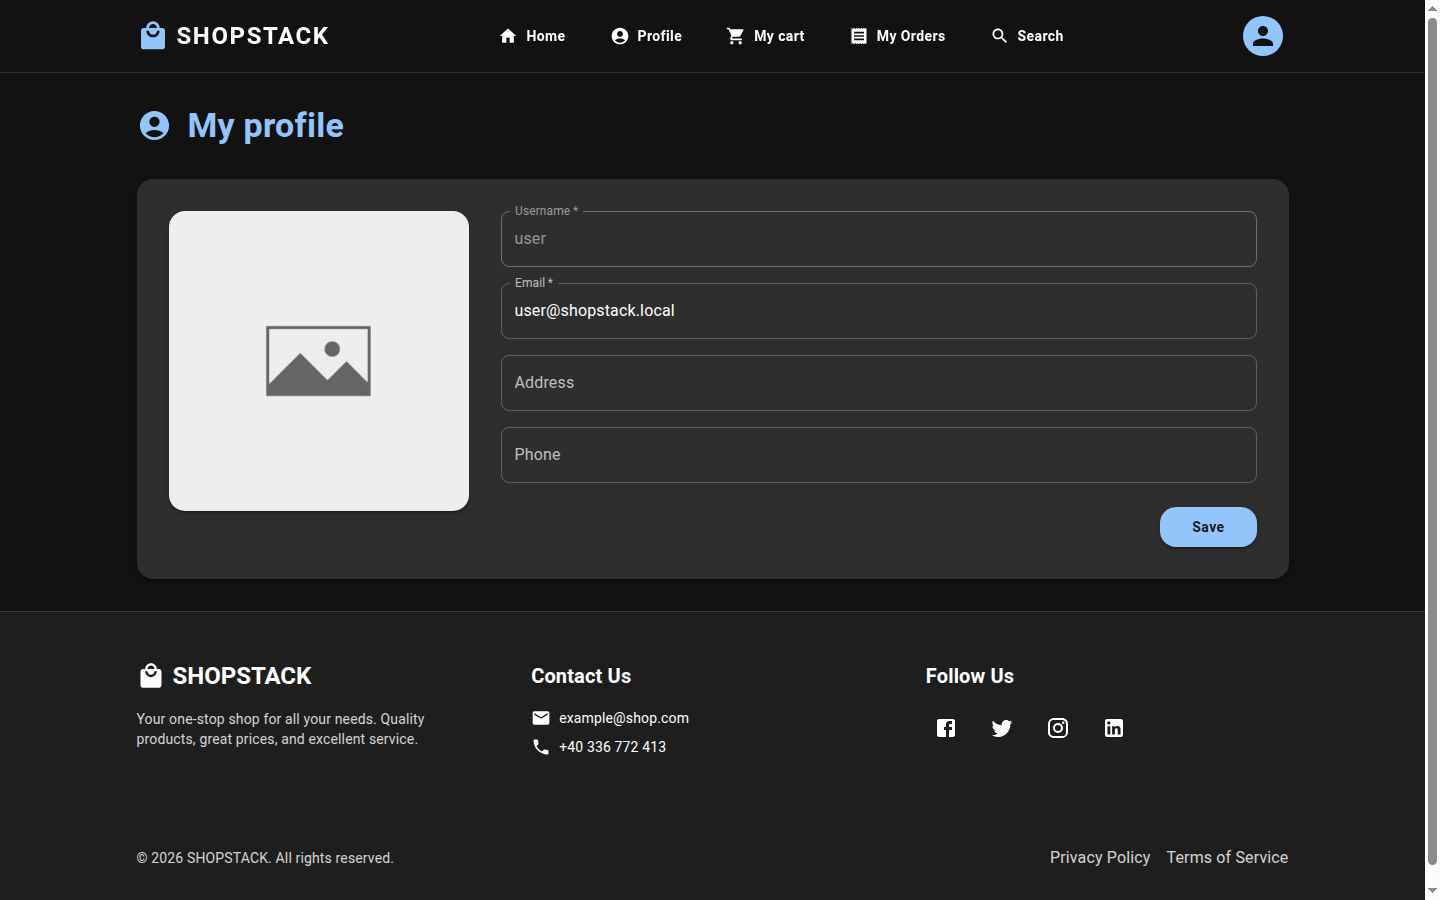 SHOPSTACK
Home
Profile
My cart
My Orders
Search
My profile
Username *
user
Email *
user@shopstack.local
Address
Phone
Save
SHOPSTACK
Your one-stop shop for all your needs. Quality
products, great prices, and excellent service.
Contact Us
example@shop.com
+40 336 772 413
Follow Us
© 2026 SHOPSTACK. All rights reserved.
Privacy Policy
Terms of Service